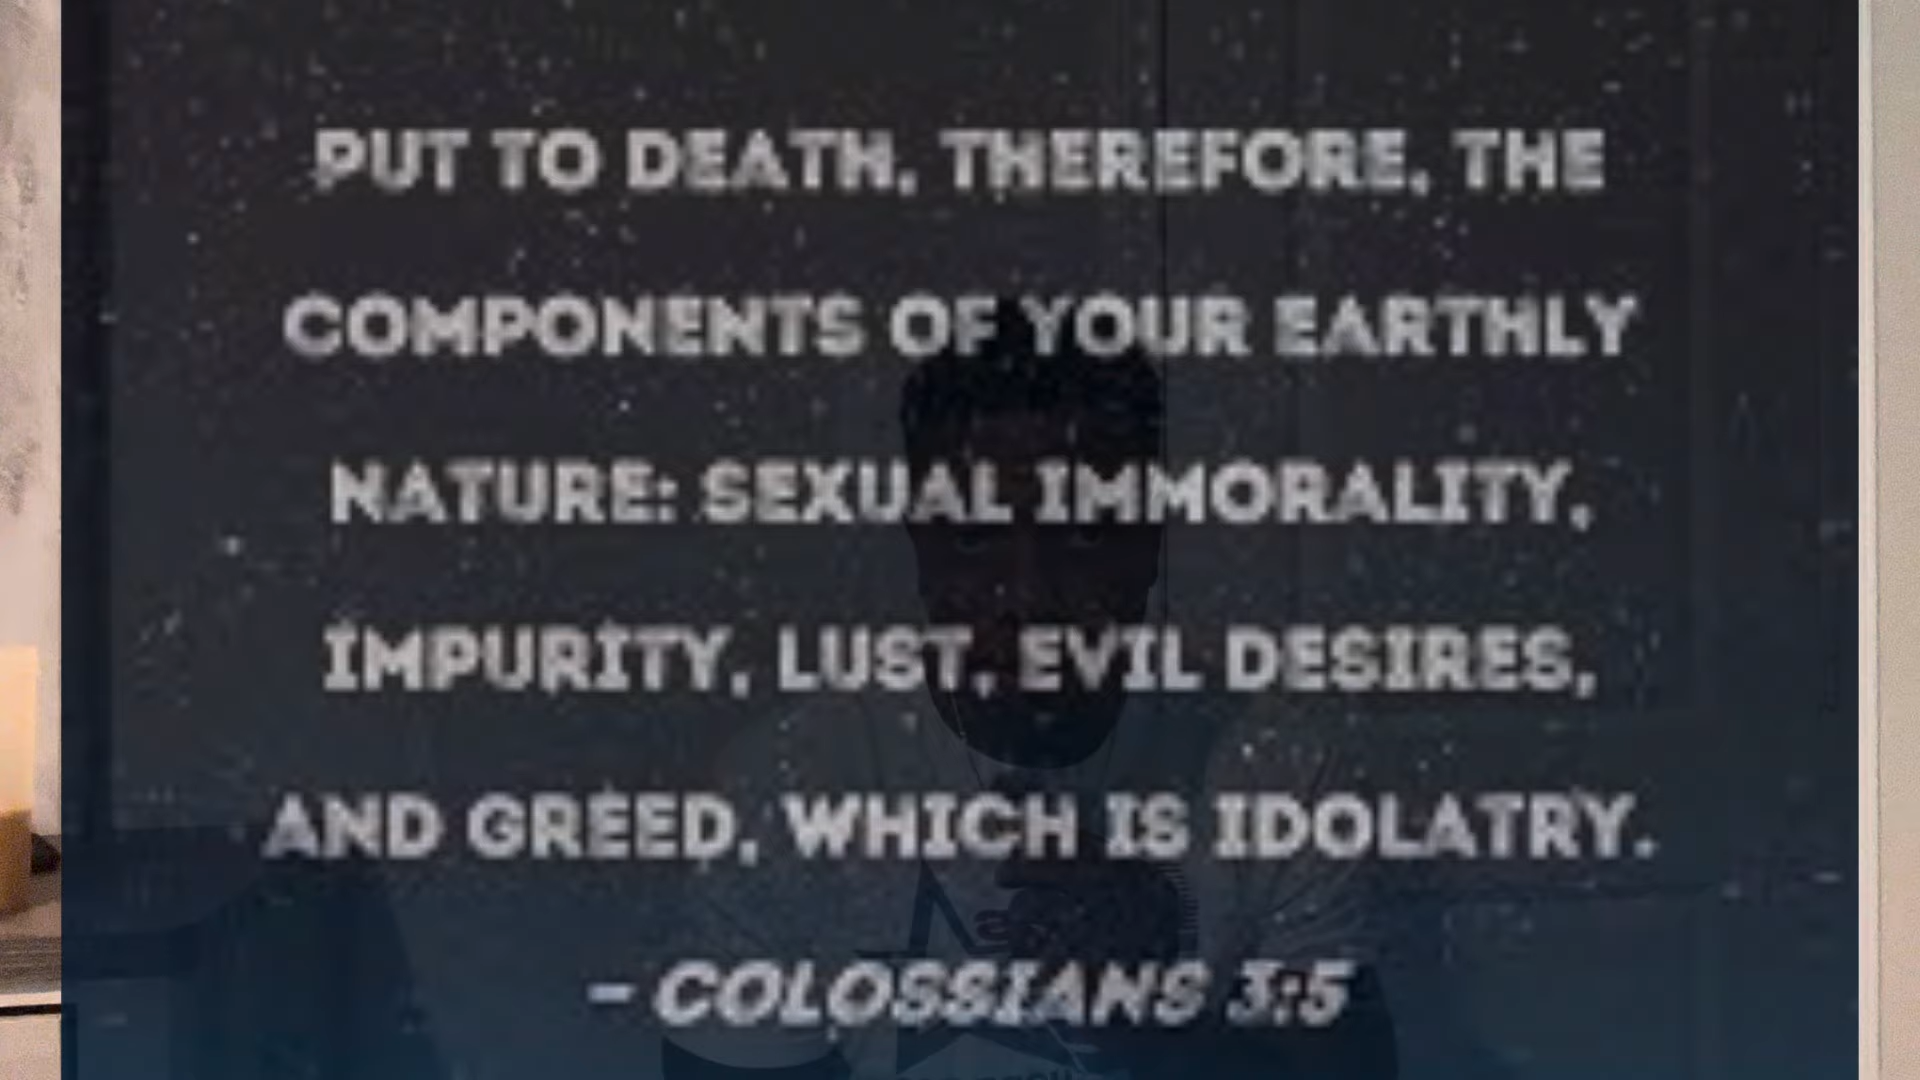 PUT TO DEATH, THEREFORE, THE
COMPONENTS OF YOUR EARTHLY
NATURE: SEXUAL IMMORALITY,
IMPURITY, LUST, EVIL DESIRES,
AND GREED, WHICH IS IDOLATRY.
– COLOSSIANS 3:5